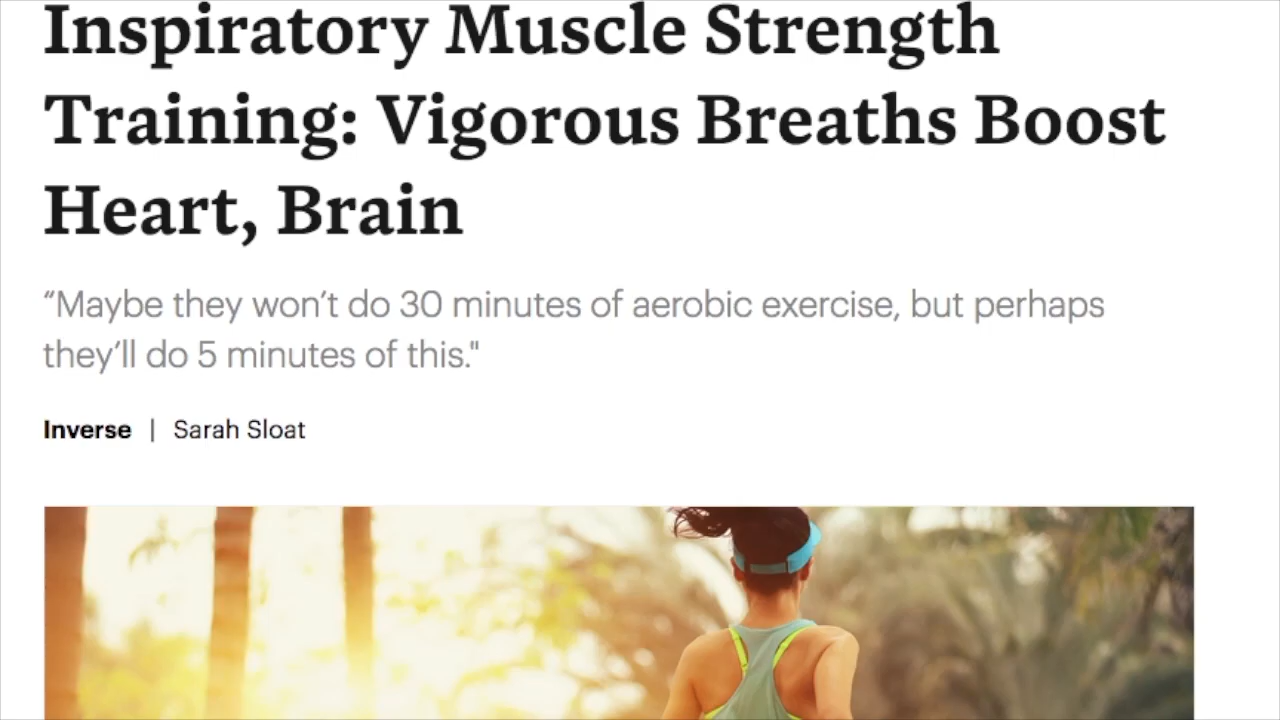 Inspiratory Muscle Strength
Training: Vigorous Breaths Boost
Heart, Brain
“Maybe they won’t do 30 minutes of aerobic exercise, but perhaps
they’ll do 5 minutes of this."
Inverse | Sarah Sloat